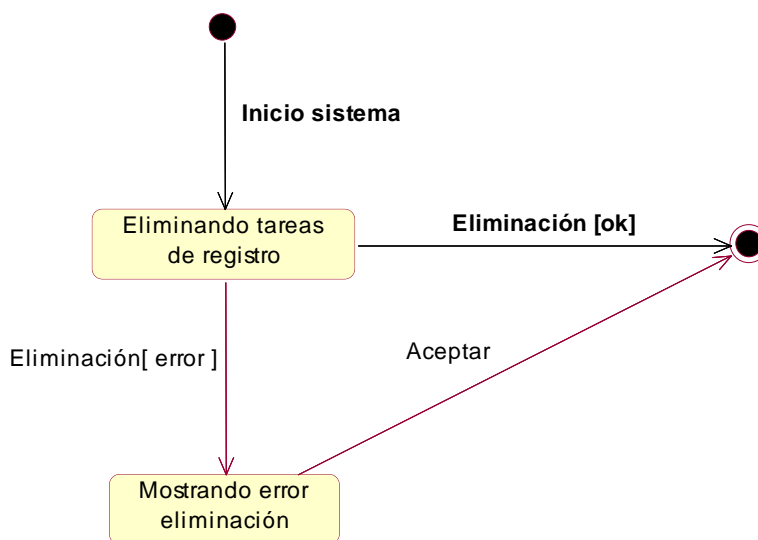 Inicio sistema
Eliminando tareas
de registro
Eliminación [ok]
Eliminación[ error ]
Aceptar
Mostrando error
eliminación